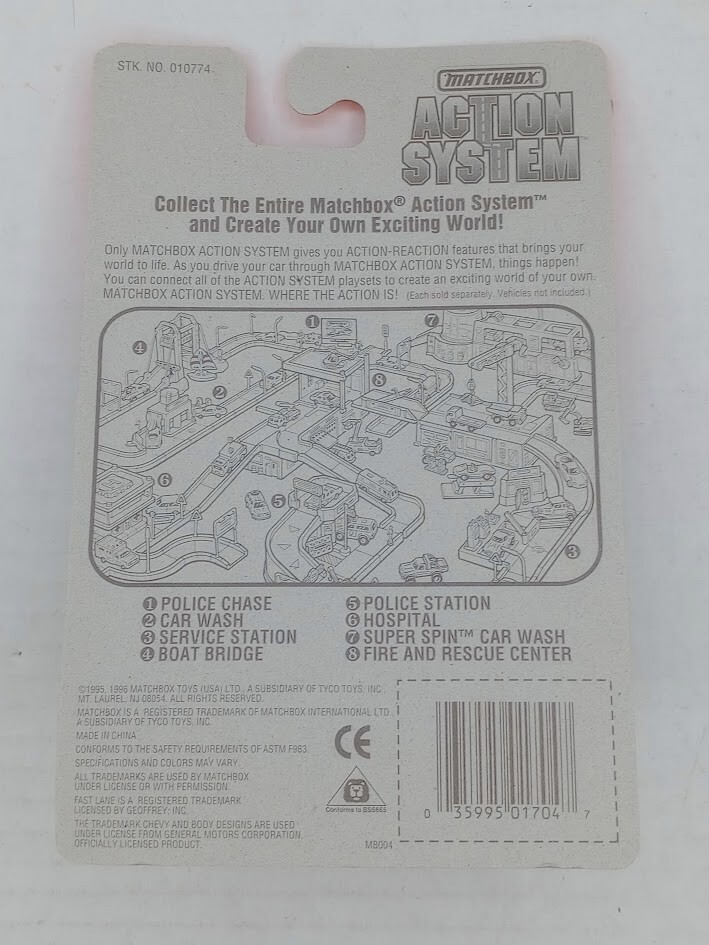 STK. NO. 010774
MATCHBOX
ACTION
SYSTEM™
Collect The Entire Matchbox® Action System™
and Create Your Own Exciting World!
Only MATCHBOX ACTION SYSTEM gives you ACTION-REACTION features that brings your
world to life. As you drive your car through MATCHBOX ACTION SYSTEM, things happen!
You can connect all of the ACTION SYSTEM playsets to create an exciting world of your own.
MATCHBOX ACTION SYSTEM. WHERE THE ACTION IS! (Each sold separately. Vehicles not included.)
1
7
4
8
2
6
5
3
1 POLICE CHASE
2 CAR WASH
3 SERVICE STATION
4 BOAT BRIDGE
5 POLICE STATION
6 HOSPITAL
7 SUPER SPIN™ CAR WASH
8 FIRE AND RESCUE CENTER
©1995, 1996 MATCHBOX TOYS (USA) LTD., A SUBSIDIARY OF TYCO TOYS, INC.
MT. LAUREL, NJ 08054. ALL RIGHTS RESERVED.
MATCHBOX IS A REGISTERED TRADEMARK OF MATCHBOX INTERNATIONAL LTD.
A SUBSIDIARY OF TYCO TOYS, INC.
MADE IN CHINA
CONFORMS TO THE SAFETY REQUIREMENTS OF ASTM F963.
SPECIFICATIONS AND COLORS MAY VARY.
ALL TRADEMARKS ARE USED BY MATCHBOX
UNDER LICENSE OR WITH PERMISSION.
FAST LANE IS A REGISTERED TRADEMARK
LICENSED BY GEOFFREY, INC.
THE TRADEMARK CHEVY AND BODY DESIGNS ARE USED
UNDER LICENSE FROM GENERAL MOTORS CORPORATION.
OFFICIALLY LICENSED PRODUCT.
CE
Conforms to BS5665
MB004
0 35995 01704 7